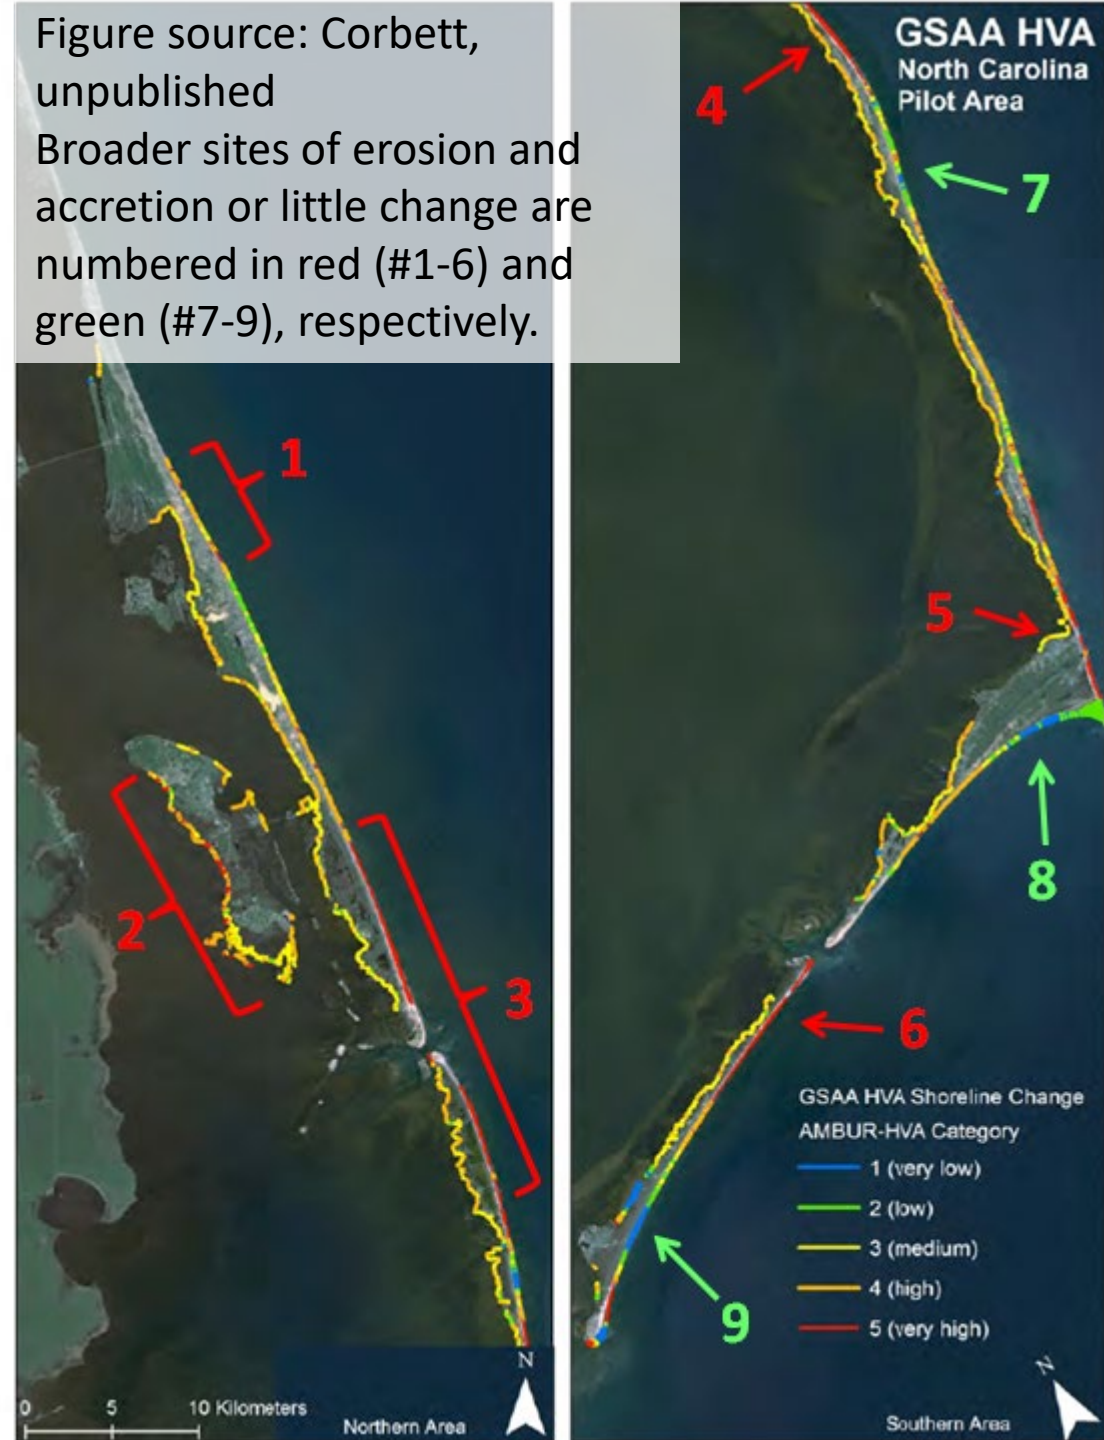 Figure source: Corbett,
unpublished
Broader sites of erosion and
accretion or little change are
numbered in red (#1-6) and
green (#7-9), respectively.
GSAA HVA
North Carolina
Pilot Area
4
7
1
5
2
3
8
6
9
GSAA HVA Shoreline Change
AMBUR-HVA Category
1 (very low)
2 (low)
3 (medium)
4 (high)
5 (very high)
N
0 5 10 Kilometers
Northern Area
N
Southern Area